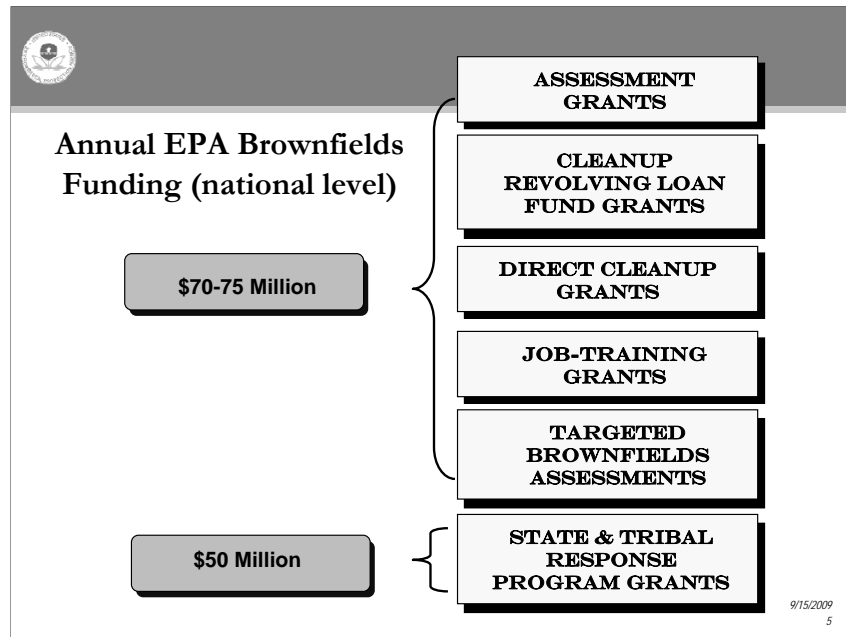 Annual EPA Brownfields
Funding (national level)
$70-75 Million
ASSESSMENT
GRANTS
CLEANUP
REVOLVING LOAN
FUND GRANTS
DIRECT CLEANUP
GRANTS
JOB-TRAINING
GRANTS
TARGETED
BROWNFIELDS
ASSESSMENTS
$50 Million
STATE & TRIBAL
RESPONSE
PROGRAM GRANTS
9/15/2009
5